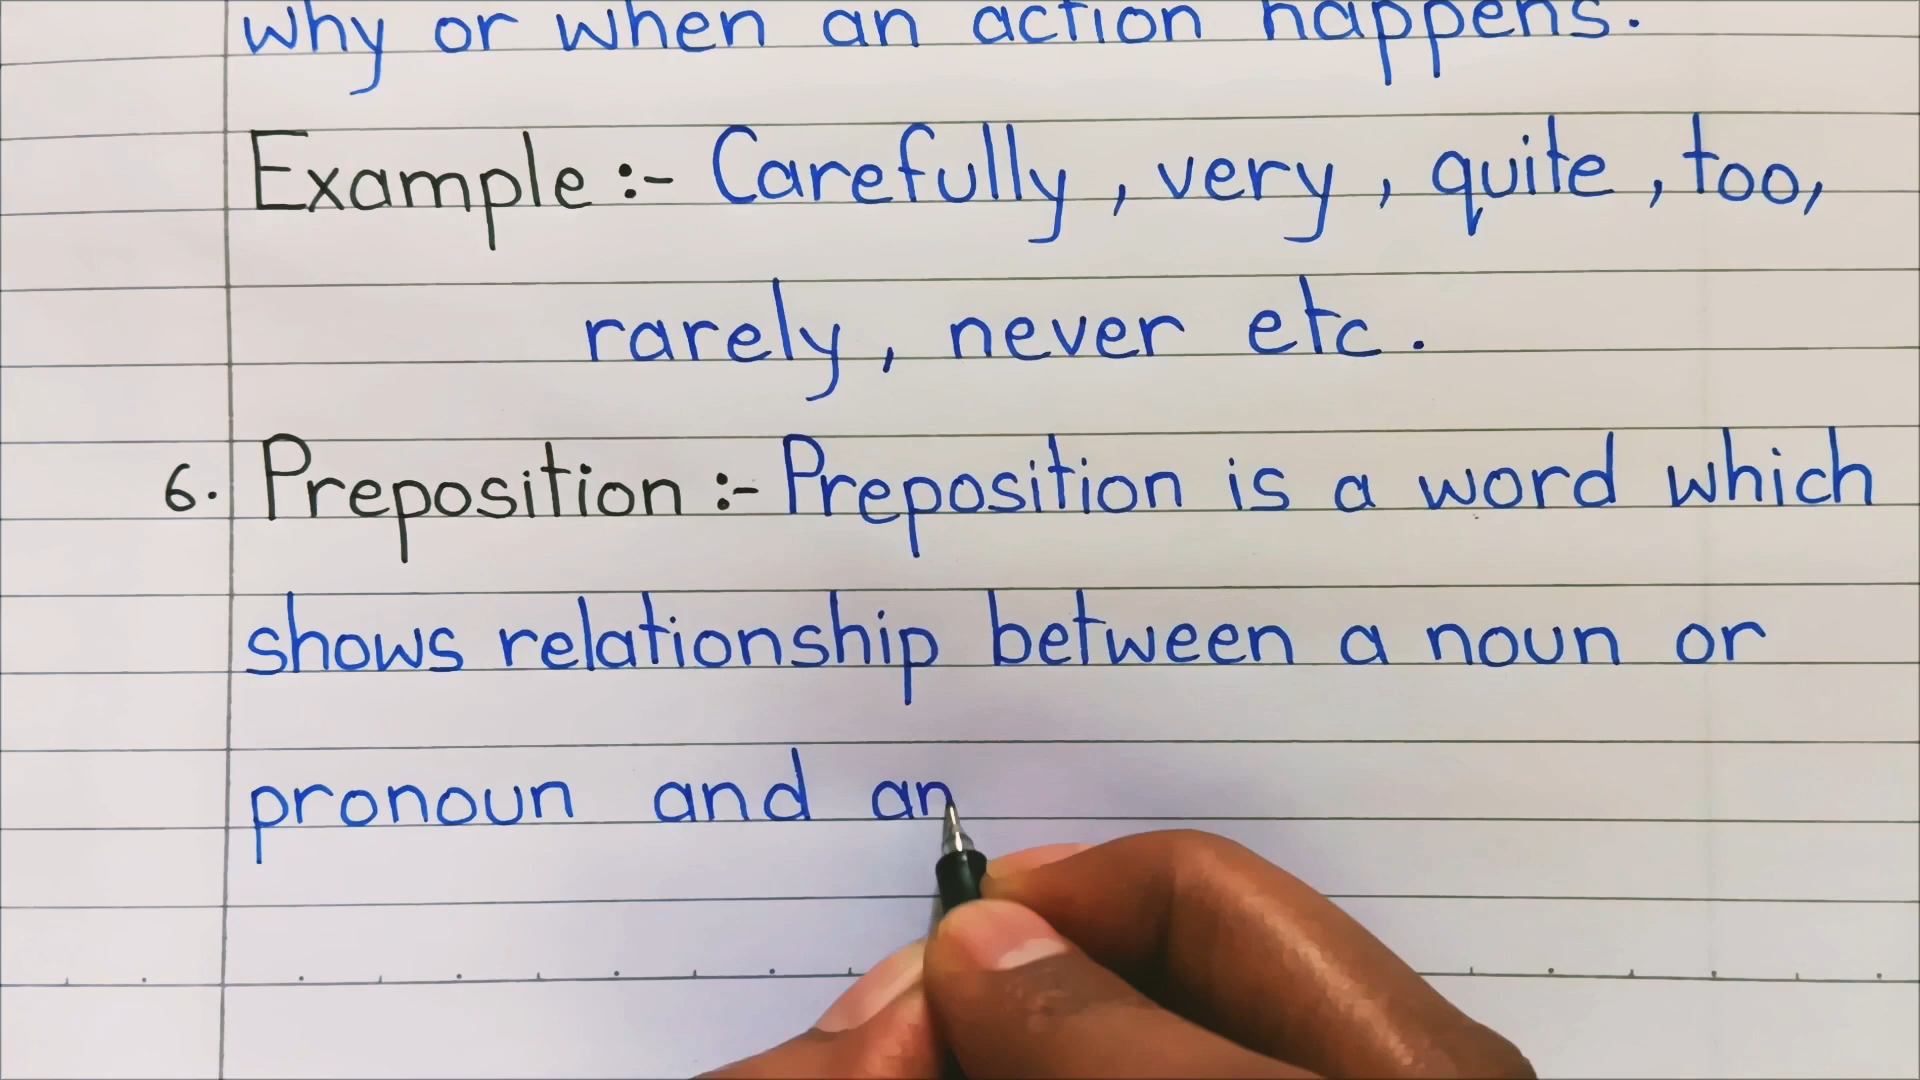 why or when an action happens.
Example :- Carefully, very, quite, too,
rarely, never etc.
6. Preposition :- Preposition is a word which
shows relationship between a noun or
pronoun and an